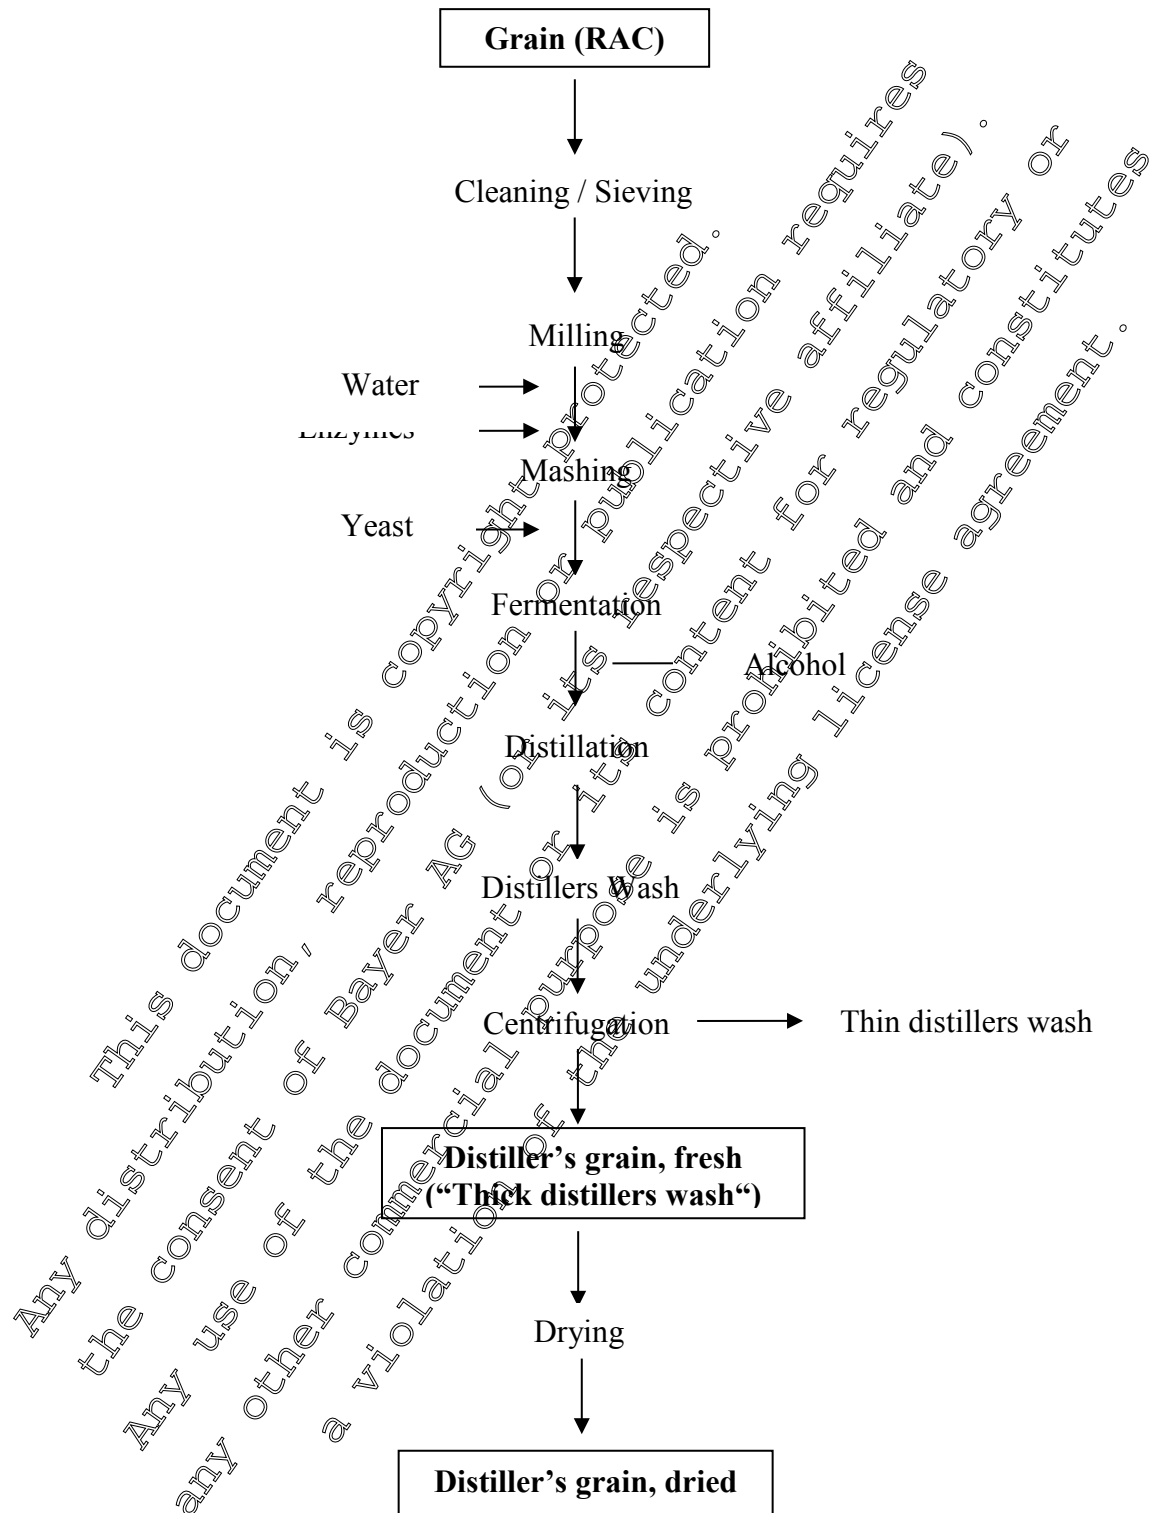 Grain (RAC)
Cleaning / Sieving
Milling
Water
Enzymes
Mashing
Yeast
Fermentation
Alcohol
Distillation
Distillers Wash
Centrifugation
Thin distillers wash
Distiller’s grain, fresh
(“Thick distillers wash“)
Drying
Distiller’s grain, dried
This document is copyright protected.
Any distribution, reproduction or publication requires
the consent of Bayer AG (or its respective affiliate).
Any use of the document or its content for regulatory or
any other commercial purpose is prohibited and constitutes
a violation of the underlying license agreement.